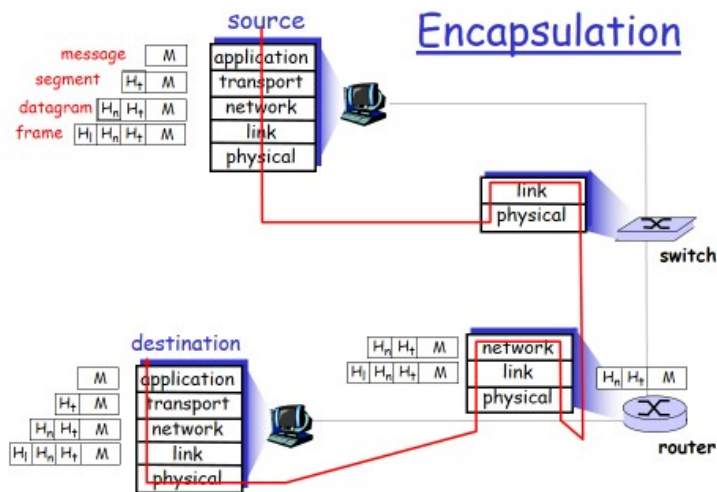 Encapsulation
source
message M application
segment Ht M transport
datagram Hn Ht M network
frame Hl Hn Ht M link
physical
link
physical
switch
destination
Hn Ht M network
Hl Hn Ht M link
physical
Hn Ht M
router
M application
Ht M transport
Hn Ht M network
Hl Hn Ht M link
physical